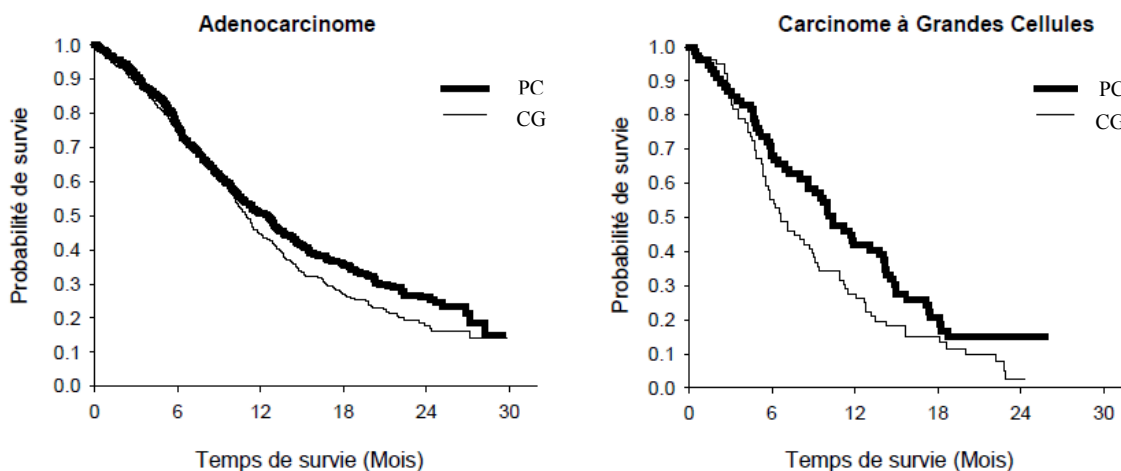 Adenocarcinome
Probabilité de survie
1.0
0.9
0.8
0.7
0.6
0.5
0.4
0.3
0.2
0.1
0.0
PC
CG
0 6 12 18 24 30
Temps de survie (Mois)
Carcinome à Grandes Cellules
Probabilité de survie
1.0
0.9
0.8
0.7
0.6
0.5
0.4
0.3
0.2
0.1
0.0
PC
CG
0 6 12 18 24 30
Temps de survie (Mois)